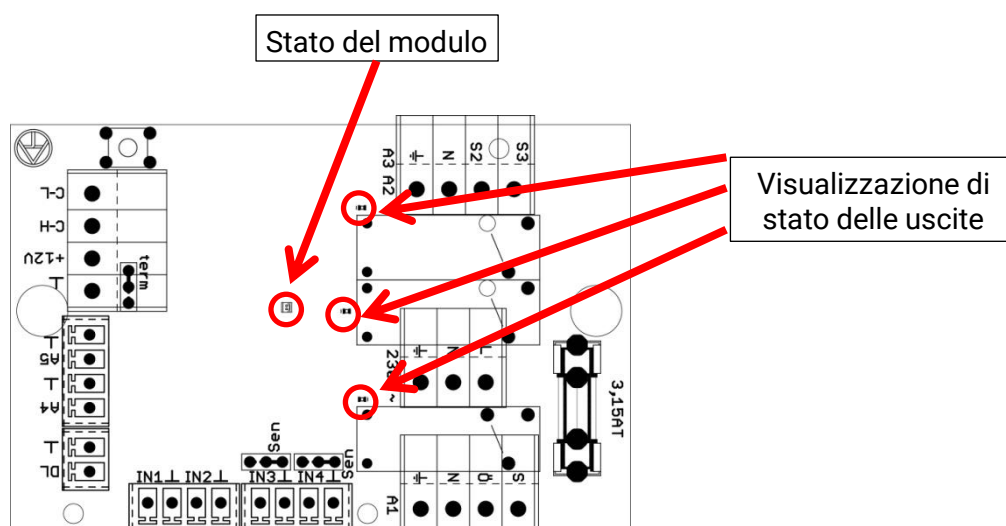 Stato del modulo
Visualizzazione di
stato delle uscite
A3 A2
⏚ N S2 S3
C-L
C-H
+12V
⊥
term
⊥
A5
⊥
A4
⊥
DL
230 ~
⏚ N L
3,15AT
Sen
Sen
IN1 ⊥ IN2 ⊥
IN3 ⊥ IN4 ⊥
A1
⏚ N Ö S